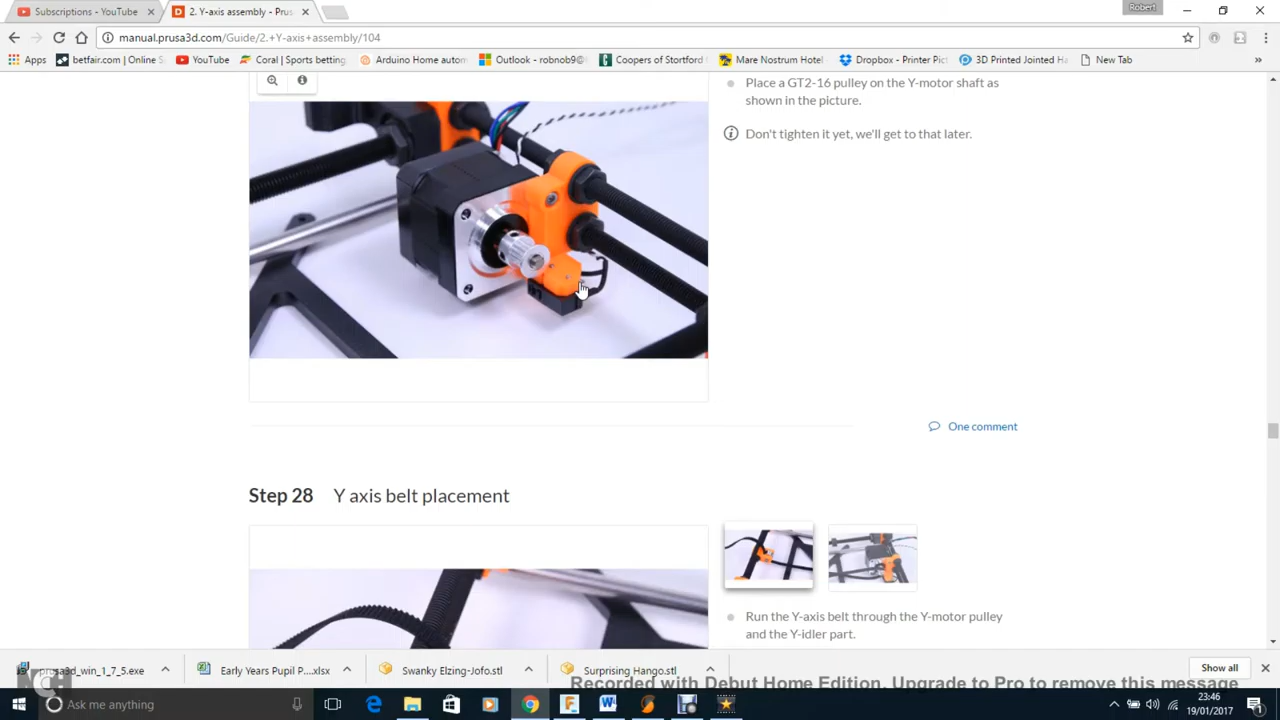 Subscriptions - YouTube
2. Y-axis assembly - Prus
Robert
manual.prusa3d.com/Guide/2.+Y-axis+assembly/104
Apps
betfair.com | Online S
YouTube
Coral | Sports betting
Arduino Home autom
Outlook - robnob9@
Coopers of Stortford
Mare Nostrum Hotel
Dropbox - Printer Pict
3D Printed Jointed Ha
New Tab
Place a GT2-16 pulley on the Y-motor shaft as
shown in the picture.
Don't tighten it yet, we'll get to that later.
One comment
Step 28 Y axis belt placement
Run the Y-axis belt through the Y-motor pulley
and the Y-idler part.
prusa3d_win_1_7_5.exe
Early Years Pupil P....xlsx
Swanky Elzing-Jofo.stl
Surprising Hango.stl
Show all
Recorded with Debut Home Edition. Upgrade to Pro to remove this message
Ask me anything
23:46
19/01/2017